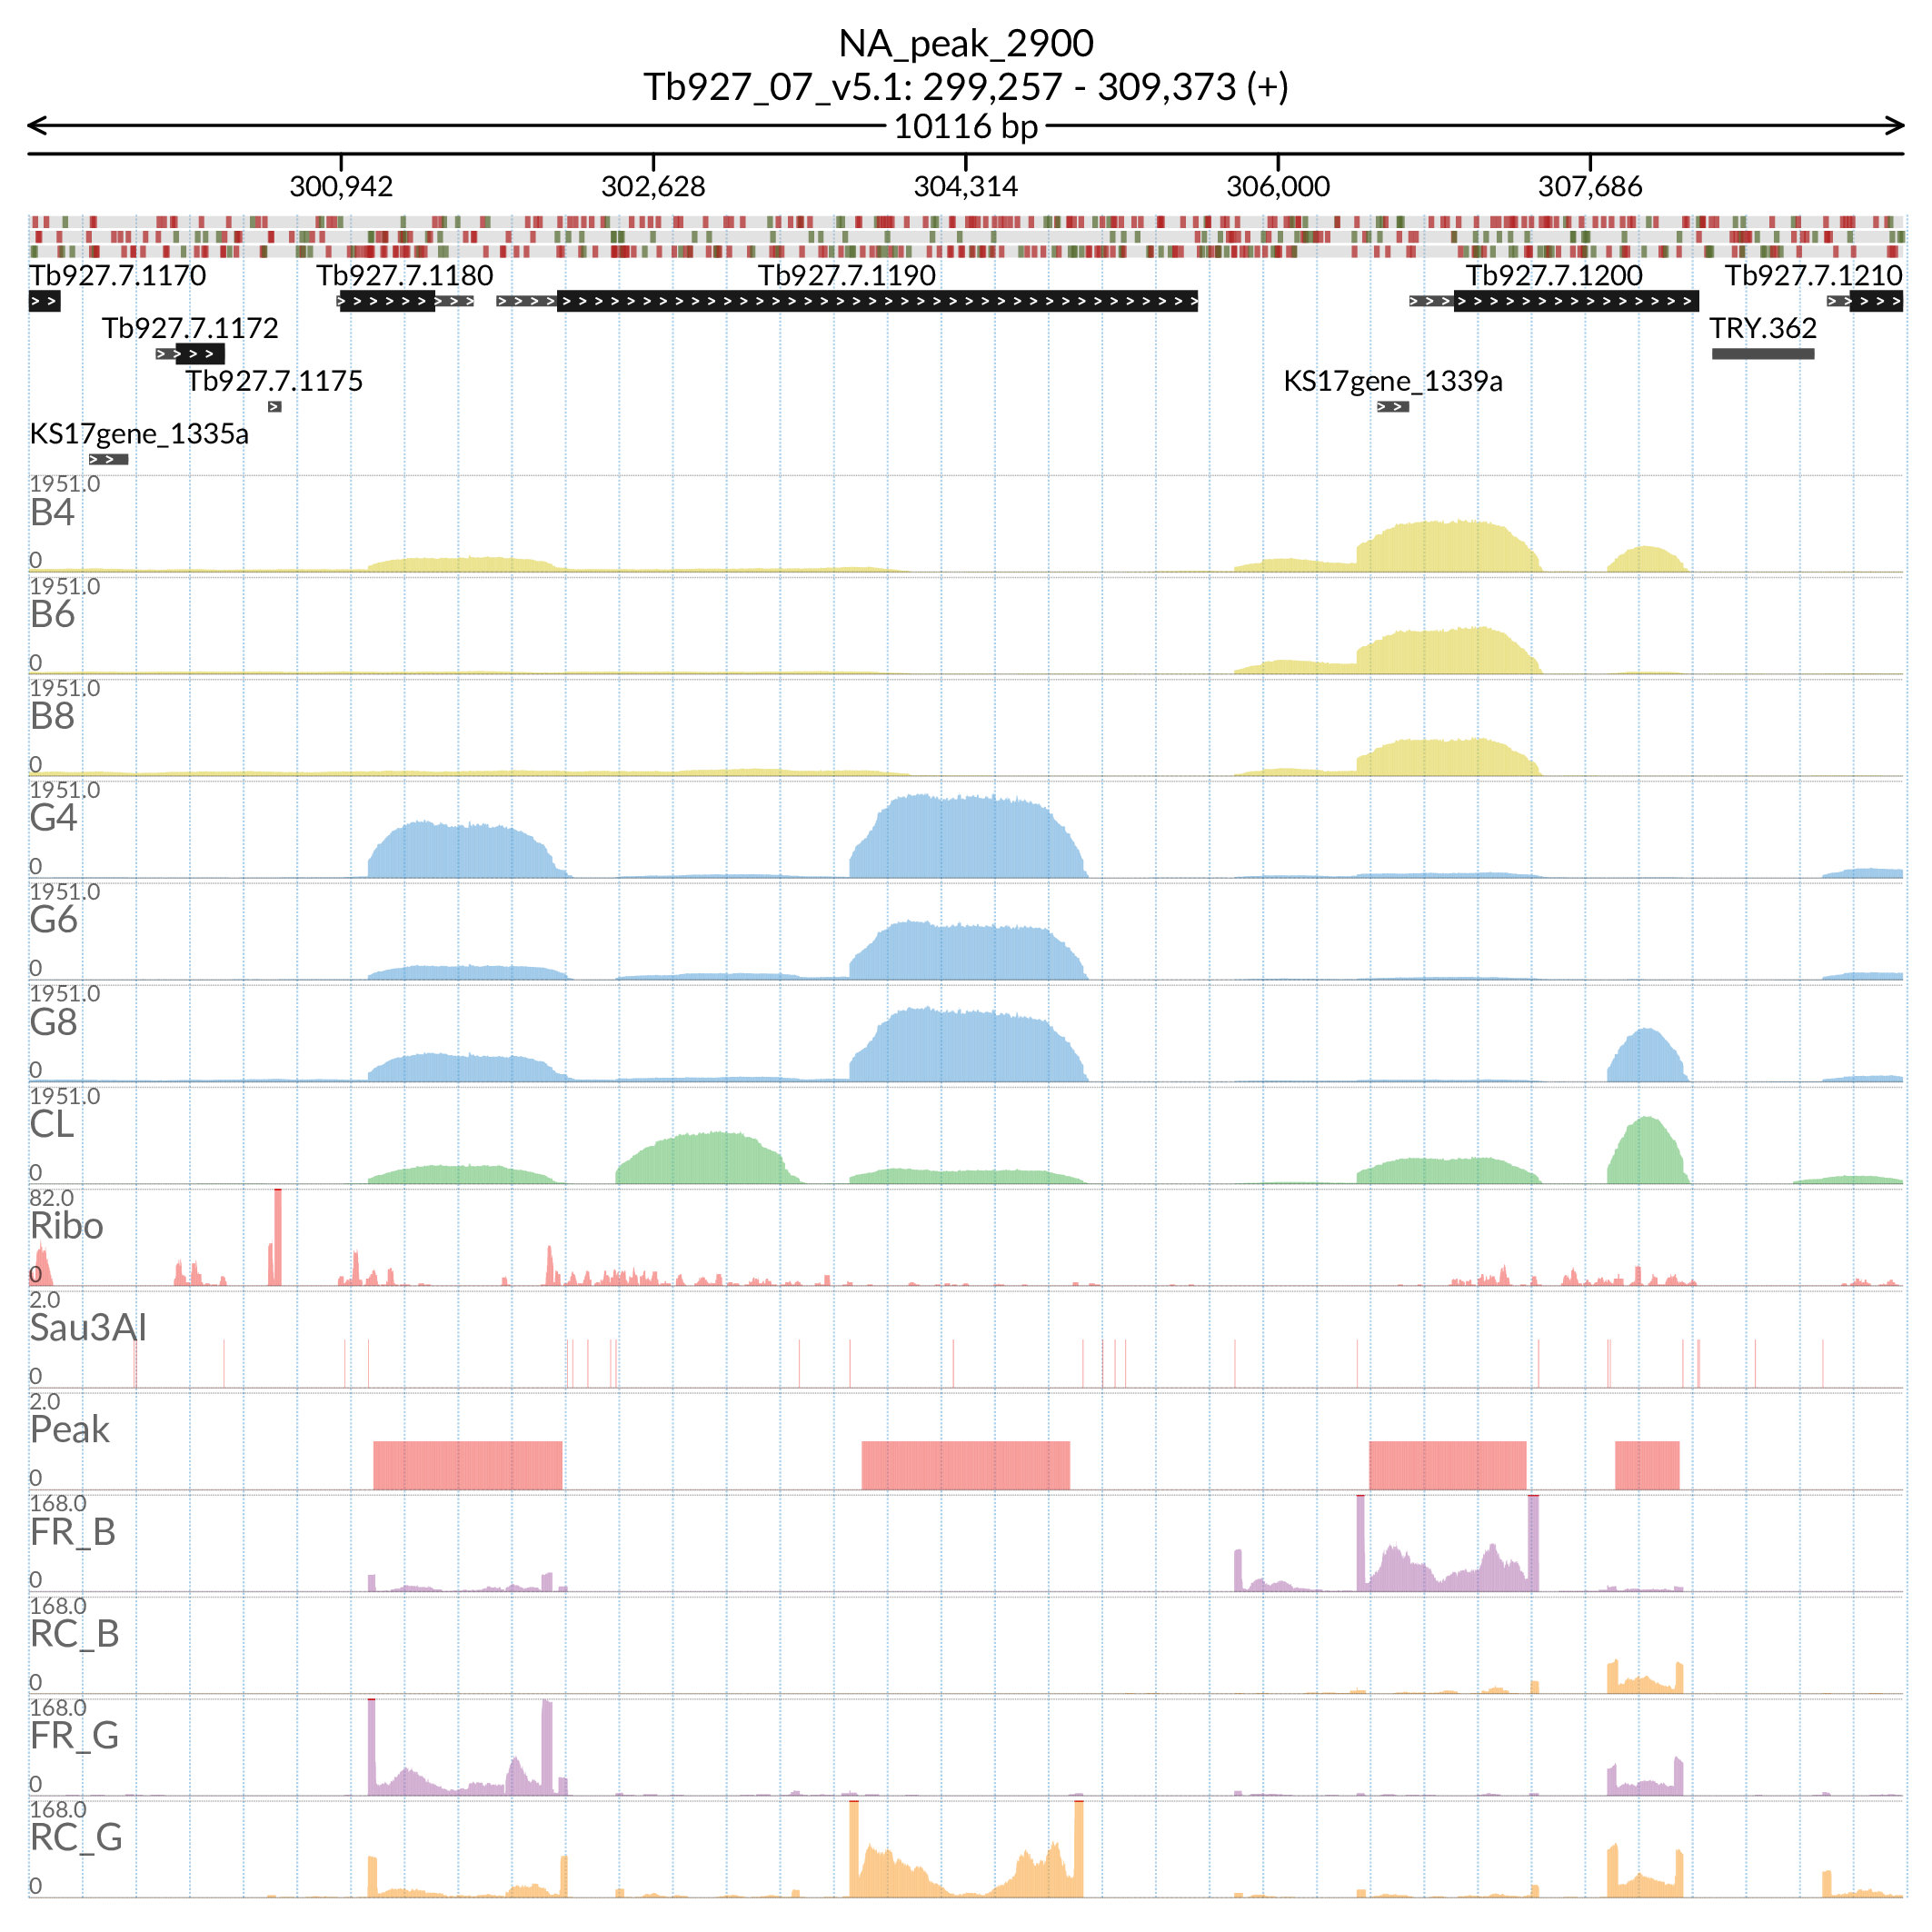 NA_peak_2900
Tb927_07_v5.1: 299,257 - 309,373 (+)
10116 bp
300,942 302,628 304,314 306,000 307,686
Tb927.7.1170 Tb927.7.1180 Tb927.7.1190 Tb927.7.1200 Tb927.7.1210
Tb927.7.1172 TRY.362
Tb927.7.1175 KS17gene_1339a
KS17gene_1335a
1951.0
B4
0
1951.0
B6
0
1951.0
B8
0
1951.0
G4
0
1951.0
G6
0
1951.0
G8
0
1951.0
CL
0
82.0
Ribo
0
2.0
Sau3AI
0
2.0
Peak
0
168.0
FR_B
0
168.0
RC_B
0
168.0
FR_G
0
168.0
RC_G
0